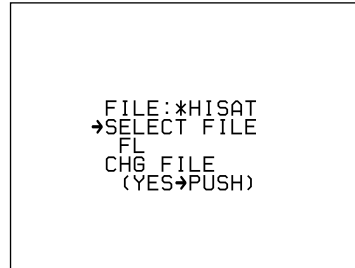 FILE:*HISAT
→SELECT FILE
FL
CHG FILE
(YES→PUSH)